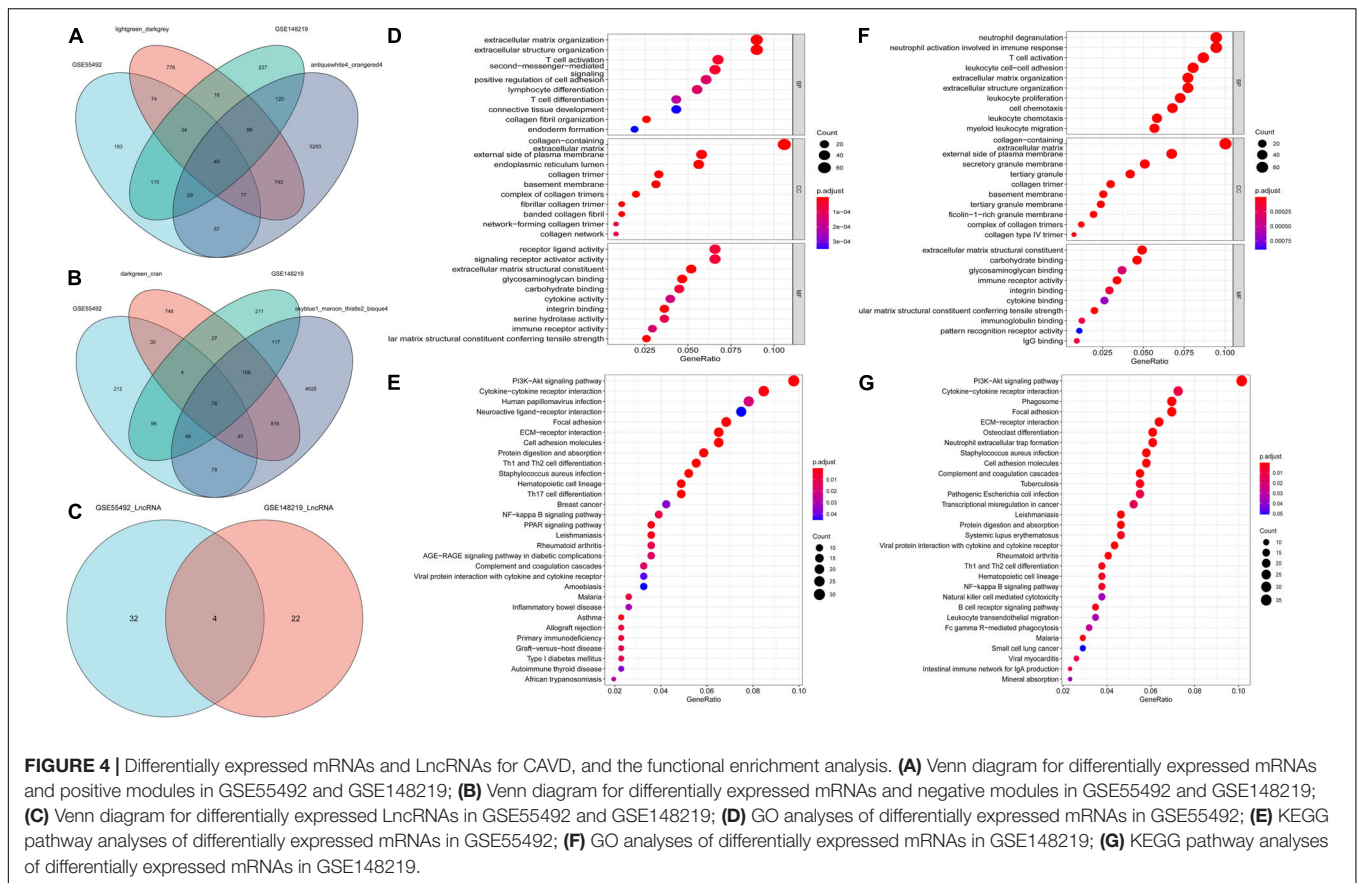 A
lightgreen_darkgrey
GSE148219
GSE55492
antiquewhite4_orangered4
778
227
74
16
120
193
34
88
5250
48
115
743
29
77
57
B
darkgreen_cran
GSE148219
GSE55492
skyblue1_maroon_thistle2_bisque4
748
211
30
27
117
212
4
108
4628
78
96
816
48
81
78
C
GSE55492_LncRNA
GSE148219_LncRNA
32
4
22
D
extracellular matrix organization
extracellular structure organization
T cell activation
second−messenger−mediated
signaling
positive regulation of cell adhesion
lymphocyte differentiation
T cell differentiation
connective tissue development
collagen fibril organization
endoderm formation
BP
collagen−containing
extracellular matrix
external side of plasma membrane
endoplasmic reticulum lumen
collagen trimer
basement membrane
complex of collagen trimers
fibrillar collagen trimer
banded collagen fibril
network−forming collagen trimer
collagen network
CC
receptor ligand activity
signaling receptor activator activity
extracellular matrix structural constituent
glycosaminoglycan binding
carbohydrate binding
cytokine activity
integrin binding
serine hydrolase activity
immune receptor activity
ular matrix structural constituent conferring tensile strength
MF
0.025
0.050
0.075
0.100
GeneRatio
Count
20
40
60
p.adjust
1e−04
2e−04
3e−04
E
PI3K−Akt signaling pathway
Cytokine−cytokine receptor interaction
Human papillomavirus infection
Neuroactive ligand−receptor interaction
Focal adhesion
ECM−receptor interaction
Cell adhesion molecules
Protein digestion and absorption
Th1 and Th2 cell differentiation
Staphylococcus aureus infection
Hematopoietic cell lineage
Th17 cell differentiation
Breast cancer
NF−kappa B signaling pathway
PPAR signaling pathway
Leishmaniasis
Rheumatoid arthritis
AGE−RAGE signaling pathway in diabetic complications
Complement and coagulation cascades
Viral protein interaction with cytokine and cytokine receptor
Amoebiasis
Malaria
Inflammatory bowel disease
Asthma
Allograft rejection
Primary immunodeficiency
Graft−versus−host disease
Type I diabetes mellitus
Autoimmune thyroid disease
African trypanosomiasis
0.02
0.04
0.06
0.08
0.10
GeneRatio
p.adjust
0.01
0.02
0.03
0.04
Count
10
15
20
25
30
F
neutrophil degranulation
neutrophil activation involved in immune response
T cell activation
leukocyte cell−cell adhesion
extracellular matrix organization
extracellular structure organization
leukocyte proliferation
cell chemotaxis
leukocyte chemotaxis
myeloid leukocyte migration
BP
collagen−containing
extracellular matrix
external side of plasma membrane
secretory granule membrane
tertiary granule
collagen trimer
basement membrane
tertiary granule membrane
ficolin−1−rich granule membrane
complex of collagen trimers
collagen type IV trimer
CC
extracellular matrix structural constituent
carbohydrate binding
glycosaminoglycan binding
immune receptor activity
integrin binding
cytokine binding
ular matrix structural constituent conferring tensile strength
immunoglobulin binding
pattern recognition receptor activity
IgG binding
MF
0.025
0.050
0.075
0.100
GeneRatio
Count
20
40
60
p.adjust
0.00025
0.00050
0.00075
G
PI3K−Akt signaling pathway
Cytokine−cytokine receptor interaction
Phagosome
Focal adhesion
ECM−receptor interaction
Osteoclast differentiation
Neutrophil extracellular trap formation
Staphylococcus aureus infection
Cell adhesion molecules
Complement and coagulation cascades
Tuberculosis
Pathogenic Escherichia coli infection
Transcriptional misregulation in cancer
Leishmaniasis
Protein digestion and absorption
Systemic lupus erythematosus
Viral protein interaction with cytokine and cytokine receptor
Rheumatoid arthritis
Th1 and Th2 cell differentiation
Hematopoietic cell lineage
NF−kappa B signaling pathway
Natural killer cell mediated cytotoxicity
B cell receptor signaling pathway
Leukocyte transendothelial migration
Fc gamma R−mediated phagocytosis
Malaria
Small cell lung cancer
Viral myocarditis
Intestinal immune network for IgA production
Mineral absorption
0.02
0.04
0.06
0.08
0.10
GeneRatio
p.adjust
0.01
0.02
0.03
0.04
0.05
Count
10
15
20
25
30
35
FIGURE 4 | Differentially expressed mRNAs and LncRNAs for CAVD, and the functional enrichment analysis. (A) Venn diagram for differentially expressed mRNAs
and positive modules in GSE55492 and GSE148219; (B) Venn diagram for differentially expressed mRNAs and negative modules in GSE55492 and GSE148219;
(C) Venn diagram for differentially expressed LncRNAs in GSE55492 and GSE148219; (D) GO analyses of differentially expressed mRNAs in GSE55492; (E) KEGG
pathway analyses of differentially expressed mRNAs in GSE55492; (F) GO analyses of differentially expressed mRNAs in GSE148219; (G) KEGG pathway analyses
of differentially expressed mRNAs in GSE148219.